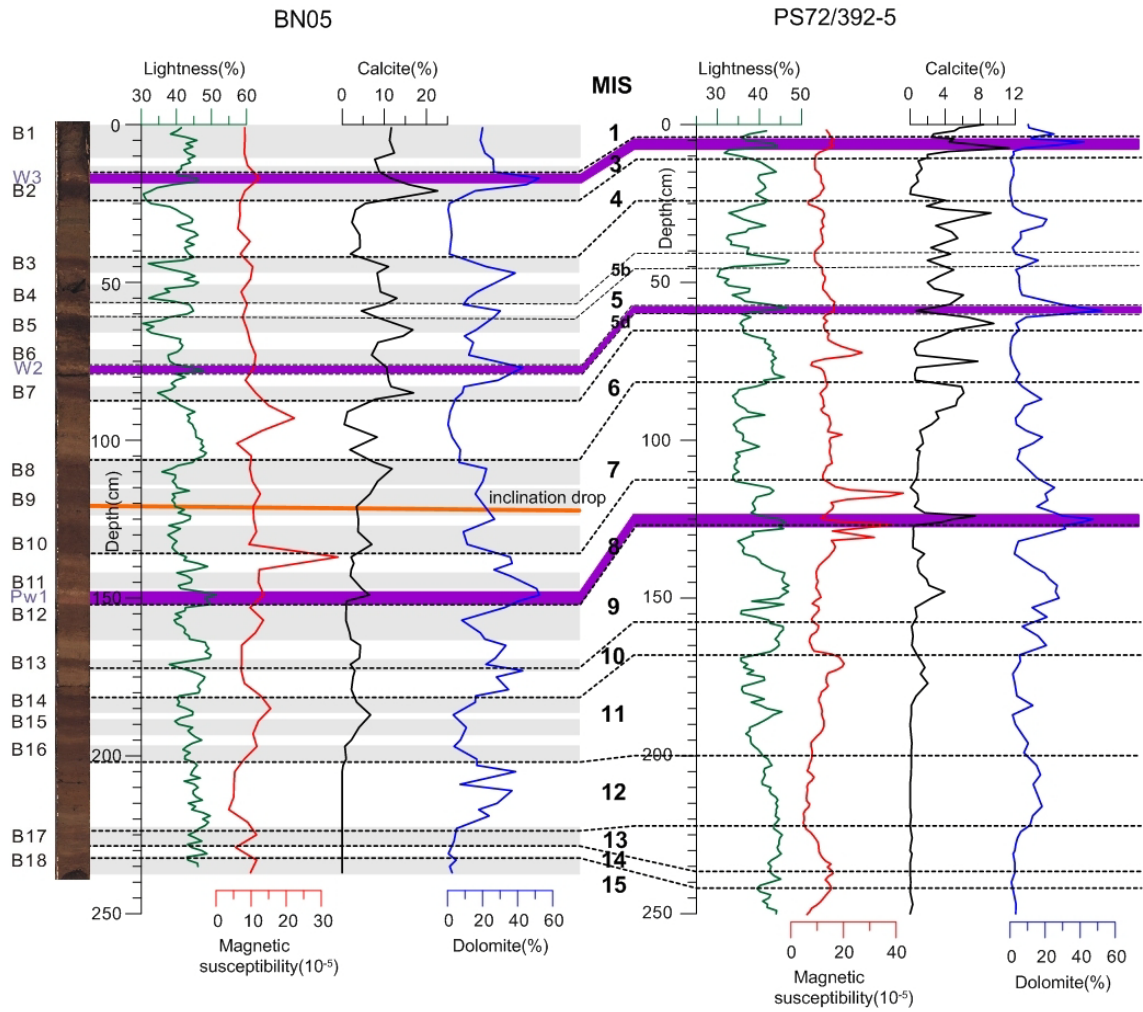 BN05
PS72/392-5
Lightness(%)
Calcite(%)
MIS
Lightness(%)
Calcite(%)
30 40 50 60
0 10 20
30 40 50
0 4 8 12
B1
W3
B2
B3
B4
B5
B6
W2
B7
B8
B9
B10
B11
Pw1
B12
B13
B14
B15
B16
B17
B18
0
50
100
150
200
250
Depth(cm)
inclination drop
1
3
4
5b
5
5d
6
7
8
9
10
11
12
13
14
15
0
50
100
150
200
250
Depth(cm)
0 10 20 30
Magnetic
susceptibility(10⁻⁵)
0 20 40 60
Dolomite(%)
0 20 40
Magnetic
susceptibility(10⁻⁵)
0 20 40 60
Dolomite(%)